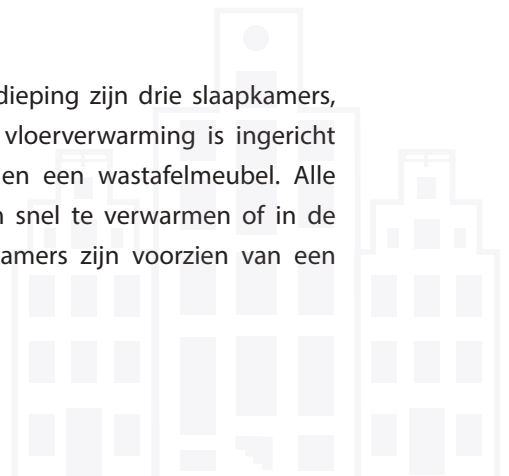 dieping zijn drie slaapkamers,
vloerverwarming is ingericht
en een wastafelmeubel. Alle
snel te verwarmen of in de
amers zijn voorzien van een